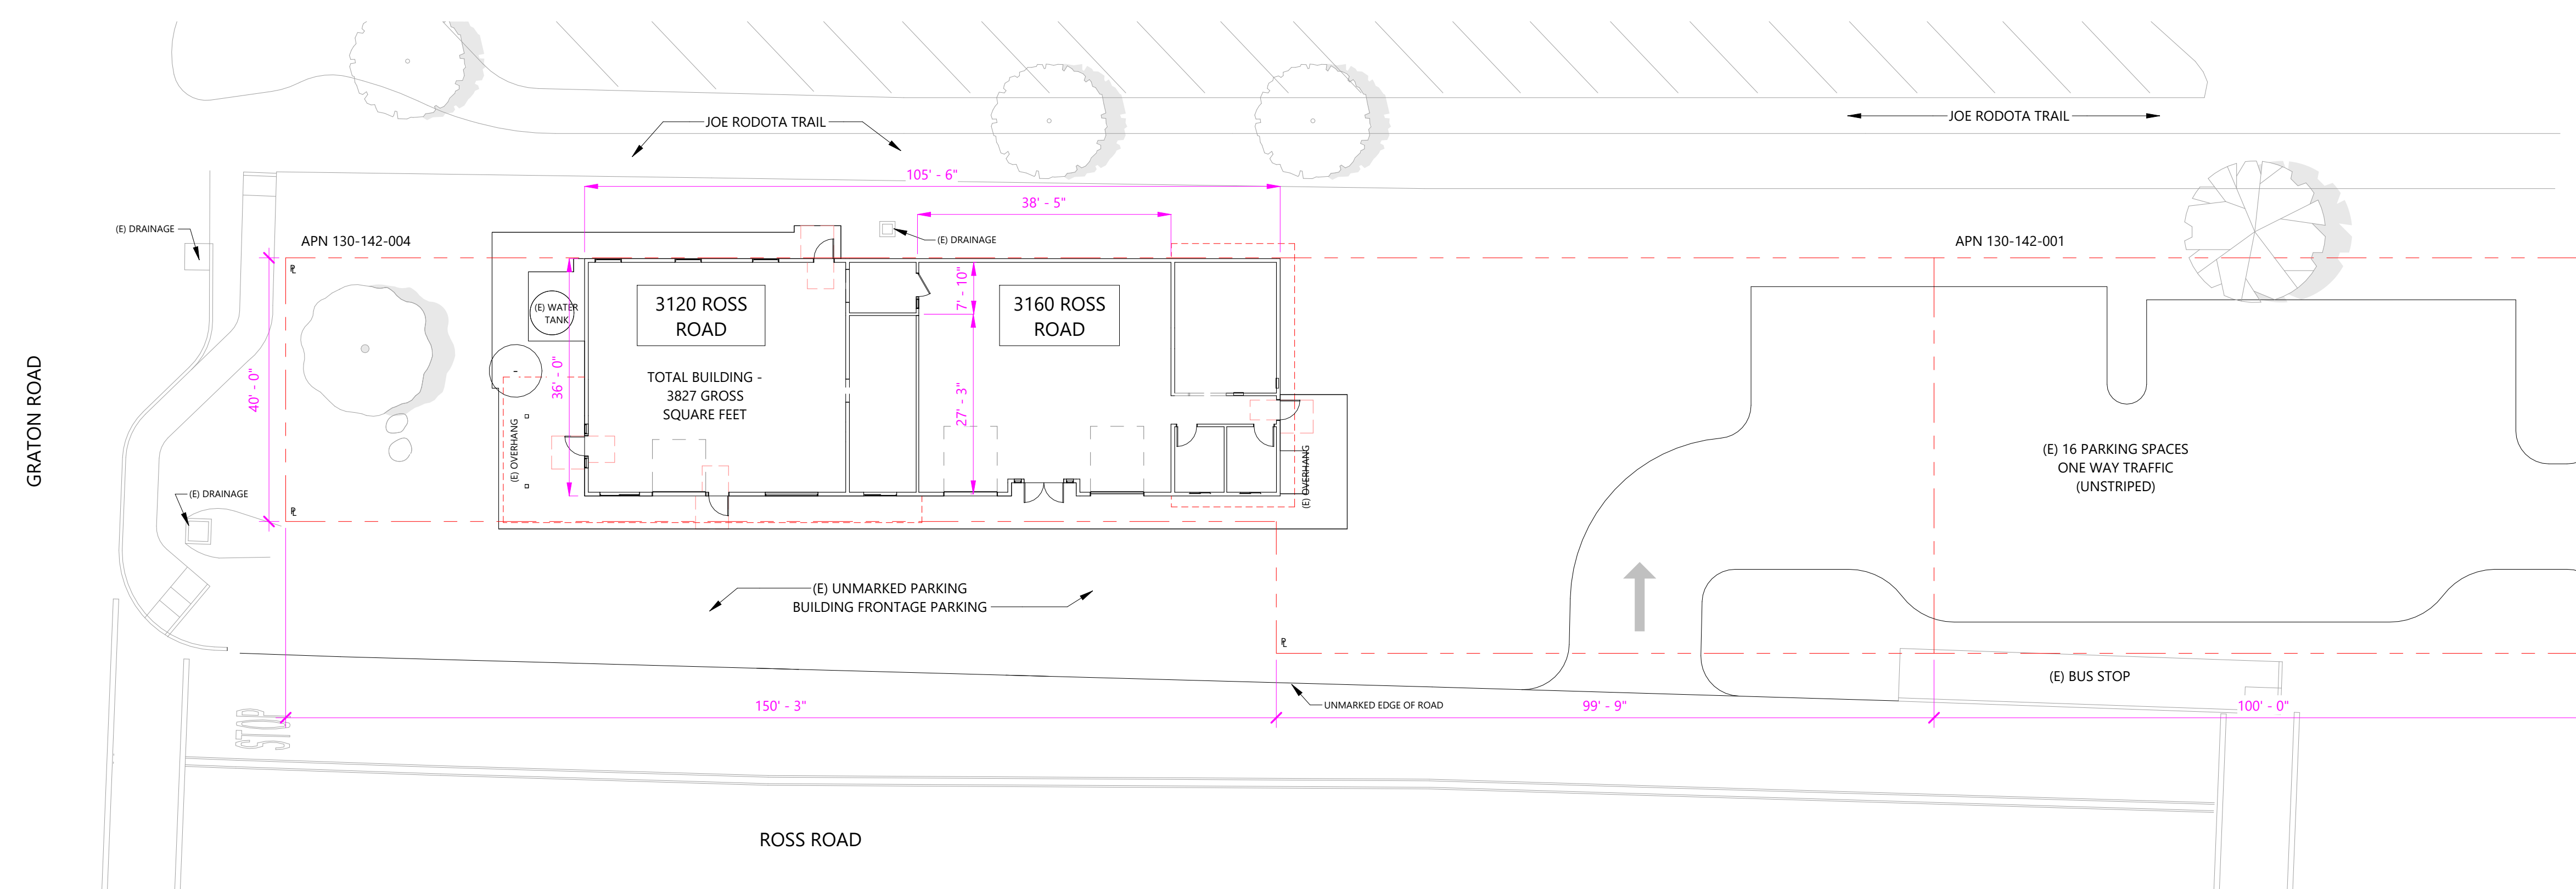 JOE RODOTA TRAIL
JOE RODOTA TRAIL
105' - 6"
38' - 5"
(E) DRAINAGE
APN 130-142-004
(E) DRAINAGE
APN 130-142-001
℄
40' - 0"
(E) WATER
TANK
36' - 0"
3120 ROSS
ROAD
TOTAL BUILDING -
3827 GROSS
SQUARE FEET
7' - 10"
27' - 3"
3160 ROSS
ROAD
GRATON ROAD
(E) OVERHANG
(E) OVERHANG
(E) 16 PARKING SPACES
ONE WAY TRAFFIC
(UNSTRIPED)
(E) DRAINAGE
℄
(E) UNMARKED PARKING
BUILDING FRONTAGE PARKING
℄
(E) BUS STOP
STOP
150' - 3"
UNMARKED EDGE OF ROAD
99' - 9"
100' - 0"
ROSS ROAD